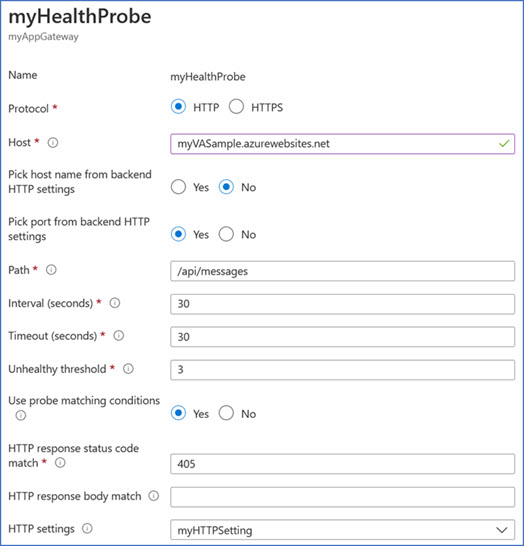 myHealthProbe
myAppGateway
Name myHealthProbe
Protocol * HTTP HTTPS
Host * myVASample.azurewebsites.net
Pick host name from backend
HTTP settings Yes No
Pick port from backend HTTP
settings Yes No
Path * /api/messages
Interval (seconds) * 30
Timeout (seconds) * 30
Unhealthy threshold * 3
Use probe matching conditions
Yes No
HTTP response status code
match * 405
HTTP response body match
HTTP settings myHTTPSetting